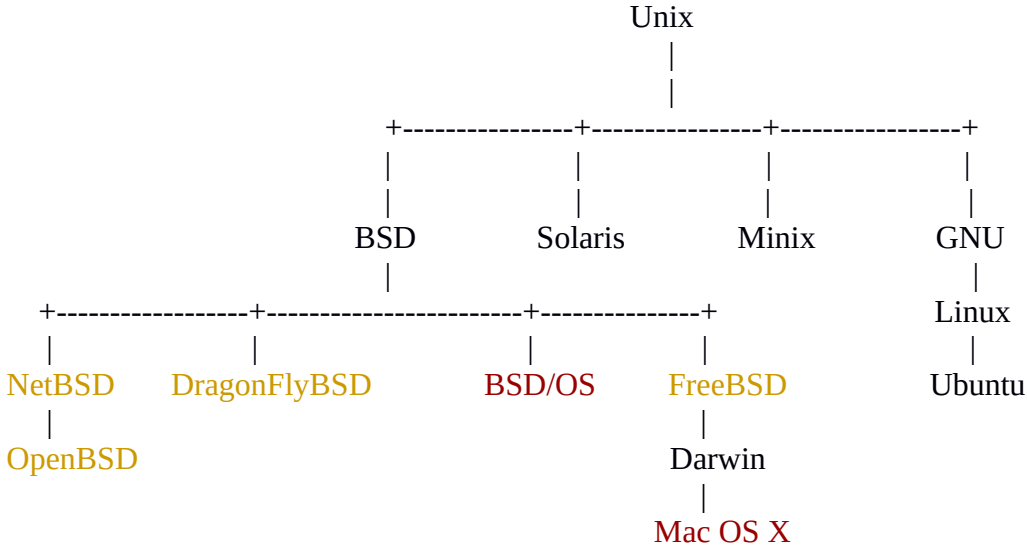 Unix
|
|
+----------------+----------------+-----------------+
| | | |
| | | |
BSD Solaris Minix GNU
| |
+------------------+------------------------+---------------+ Linux
| | | | |
NetBSD DragonFlyBSD BSD/OS FreeBSD Ubuntu
| |
OpenBSD Darwin
|
Mac OS X